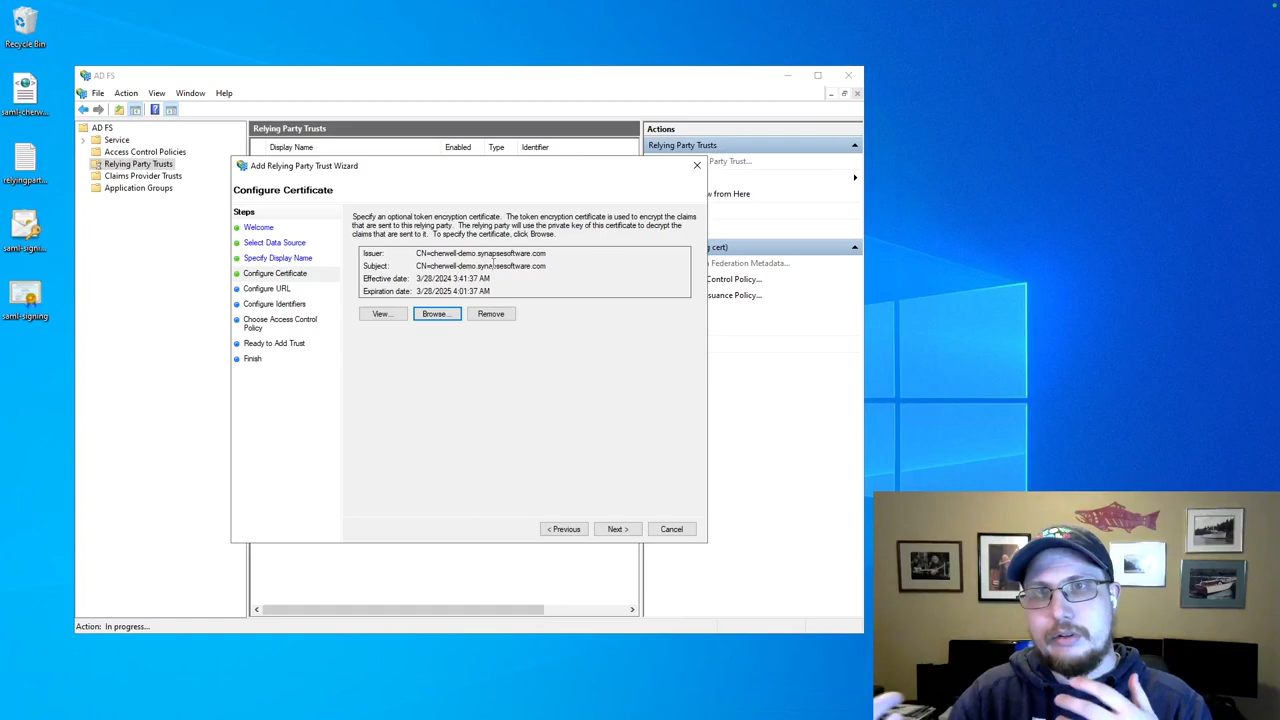 Recycle Bin
saml-cherw...
relyingpart...
saml-signi...
saml-signing
AD FS
File Action View Window Help
AD FS
Service
Access Control Policies
Relying Party Trusts
Claims Provider Trusts
Application Groups
Relying Party Trusts
Display Name Enabled Type Identifier
Actions
Relying Party Trusts
Party Trust...
w from Here
g cert)
n Federation Metadata...
Control Policy...
suance Policy...
Add Relying Party Trust Wizard
Configure Certificate
Steps
Welcome
Select Data Source
Specify Display Name
Configure Certificate
Configure URL
Configure Identifiers
Choose Access Control
Policy
Ready to Add Trust
Finish
Specify an optional token encryption certificate. The token encryption certificate is used to encrypt the claims
that are sent to this relying party. The relying party will use the private key of this certificate to decrypt the
claims that are sent to it. To specify the certificate, click Browse.
Issuer: CN=cherwell-demo.synapsesoftware.com
Subject: CN=cherwell-demo.synapsesoftware.com
Effective date: 3/28/2024 3:41:37 AM
Expiration date: 3/28/2025 4:01:37 AM
View... Browse... Remove
< Previous Next > Cancel
Action: In progress...